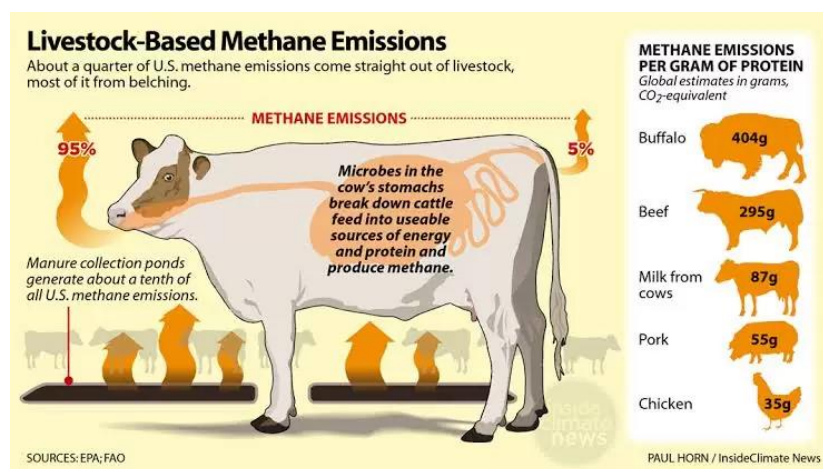 Livestock-Based Methane Emissions
About a quarter of U.S. methane emissions come straight out of livestock,
most of it from belching.
METHANE EMISSIONS
95%
5%
Microbes in the
cow's stomachs
break down cattle
feed into useable
sources of energy
and protein and
produce methane.
Manure collection ponds
generate about a tenth of
all U.S. methane emissions.
METHANE EMISSIONS
PER GRAM OF PROTEIN
Global estimates in grams,
CO2-equivalent
Buffalo 404g
Beef 295g
Milk from
cows 87g
Pork 55g
Chicken 35g
inside
climate
news
SOURCES: EPA; FAO
PAUL HORN / InsideClimate News